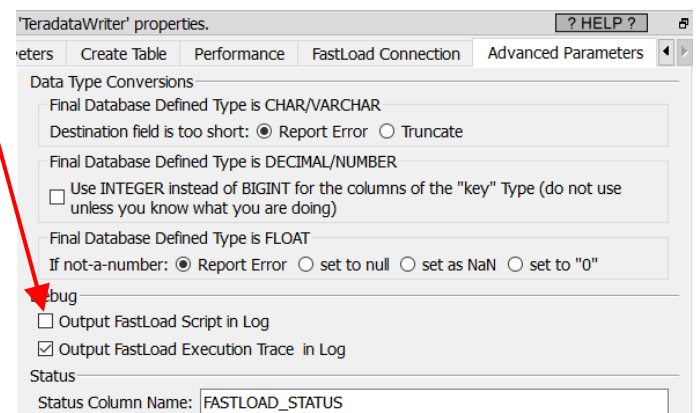 'TeradataWriter' properties. ? HELP ?
eters Create Table Performance FastLoad Connection Advanced Parameters
Data Type Conversions
Final Database Defined Type is CHAR/VARCHAR
Destination field is too short: Report Error Truncate
Final Database Defined Type is DECIMAL/NUMBER
Use INTEGER instead of BIGINT for the columns of the "key" Type (do not use
unless you know what you are doing)
Final Database Defined Type is FLOAT
If not-a-number: Report Error set to null set as NaN set to "0"
Debug
Output FastLoad Script in Log
Output FastLoad Execution Trace in Log
Status
Status Column Name: FASTLOAD_STATUS